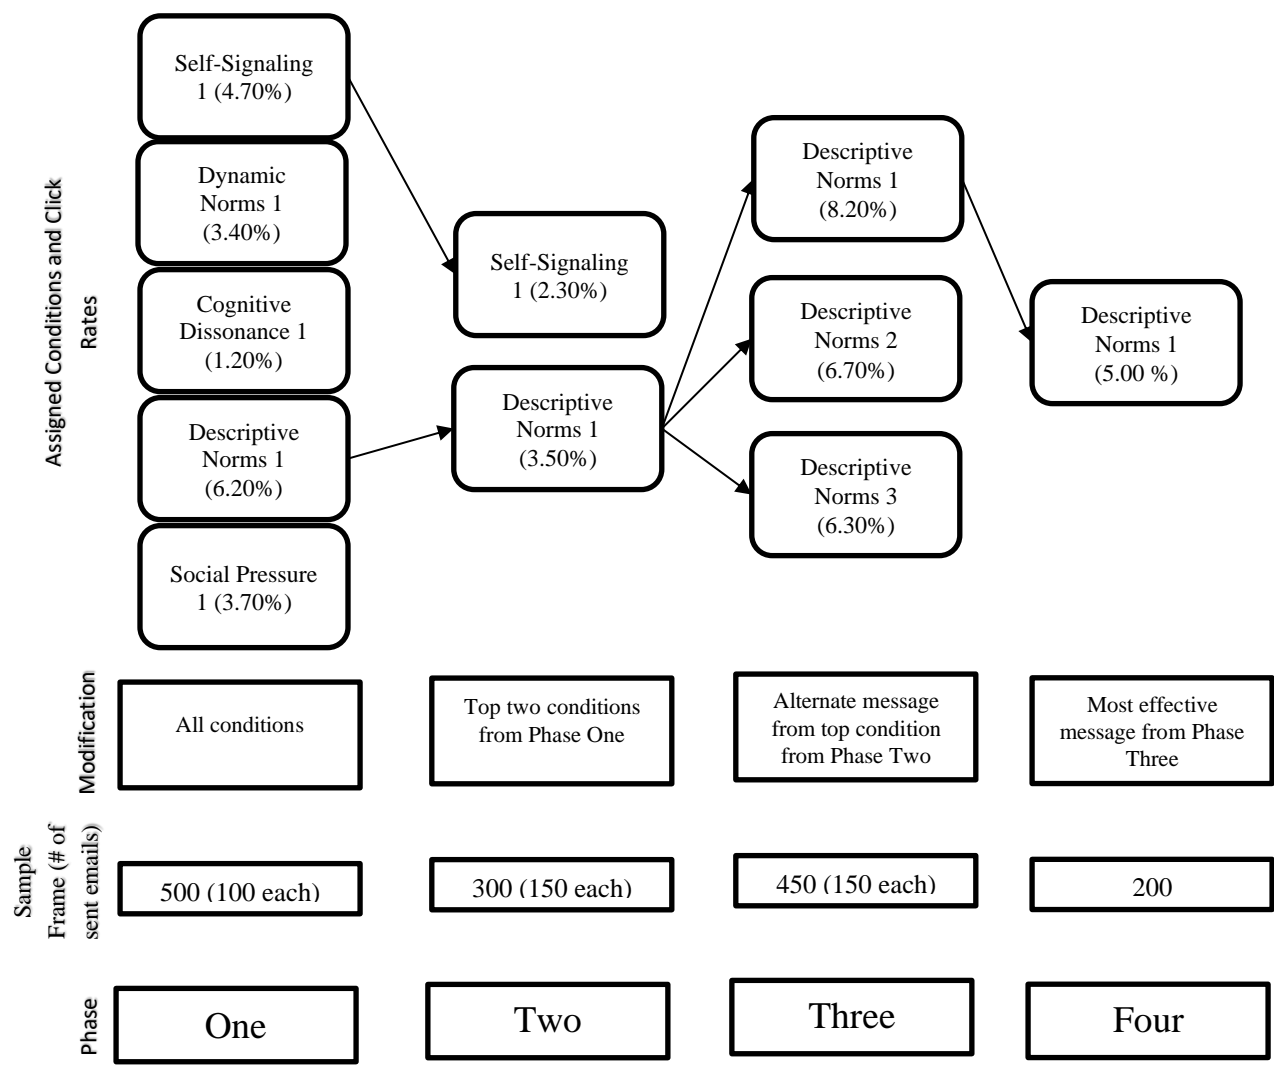 Assigned Conditions and Click
Rates
Self-Signaling
1 (4.70%)
Dynamic
Norms 1
(3.40%)
Cognitive
Dissonance 1
(1.20%)
Descriptive
Norms 1
(6.20%)
Social Pressure
1 (3.70%)
Self-Signaling
1 (2.30%)
Descriptive
Norms 1
(3.50%)
Descriptive
Norms 1
(8.20%)
Descriptive
Norms 2
(6.70%)
Descriptive
Norms 3
(6.30%)
Descriptive
Norms 1
(5.00 %)
Modification
All conditions
Top two conditions
from Phase One
Alternate message
from top condition
from Phase Two
Most effective
message from Phase
Three
Sample
Frame (# of
sent emails)
500 (100 each)
300 (150 each)
450 (150 each)
200
Phase
One
Two
Three
Four